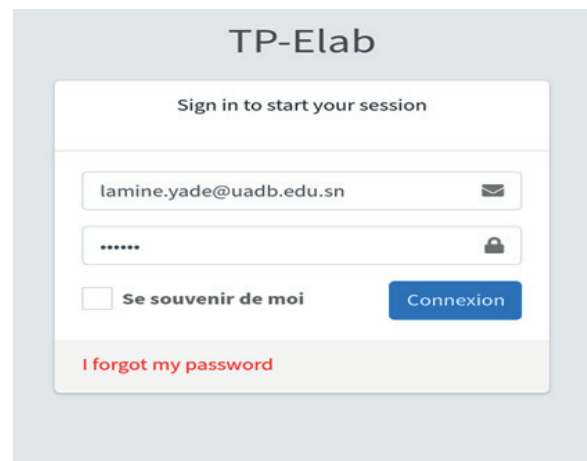 TP-Elab
Sign in to start your session
lamine.yade@uadb.edu.sn
••••••
Se souvenir de moi
Connexion
I forgot my password